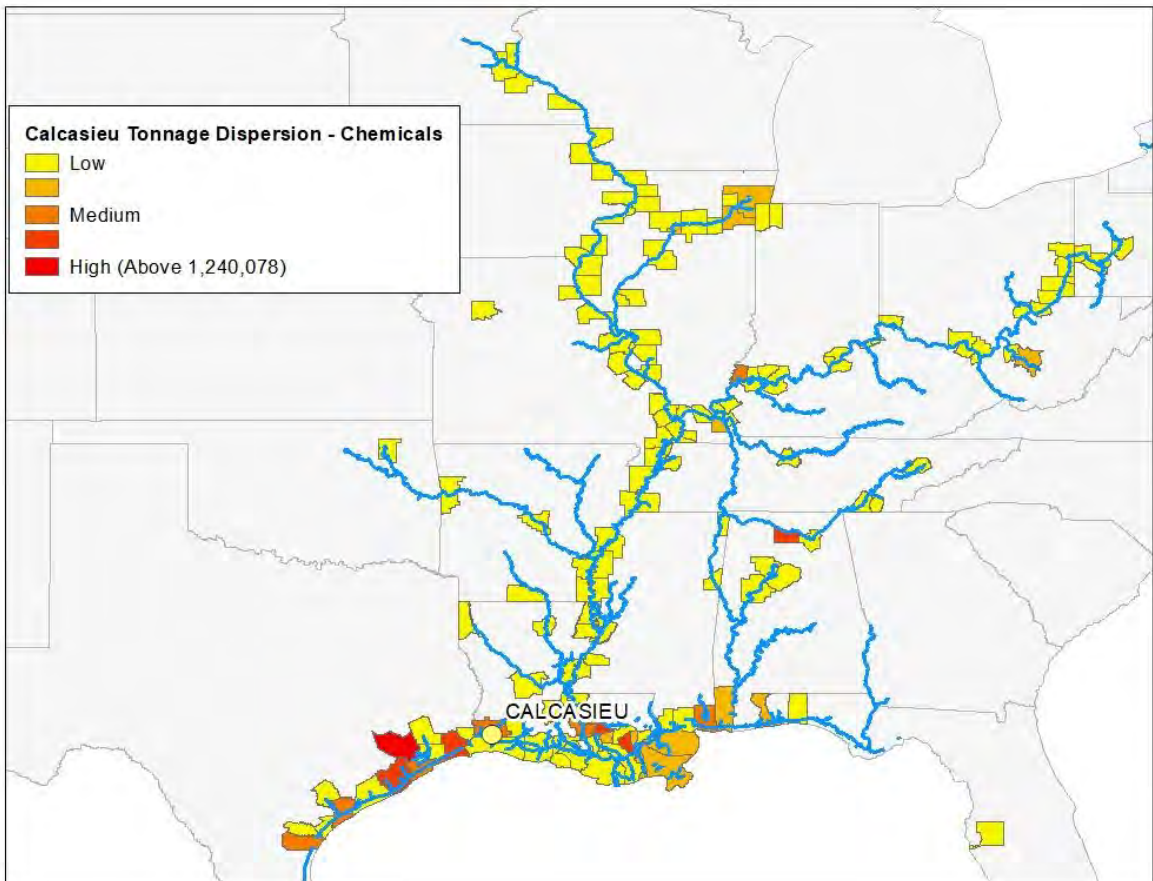 Calcasieu Tonnage Dispersion - Chemicals
Low
Medium
High (Above 1,240,078)
CALCASIEU